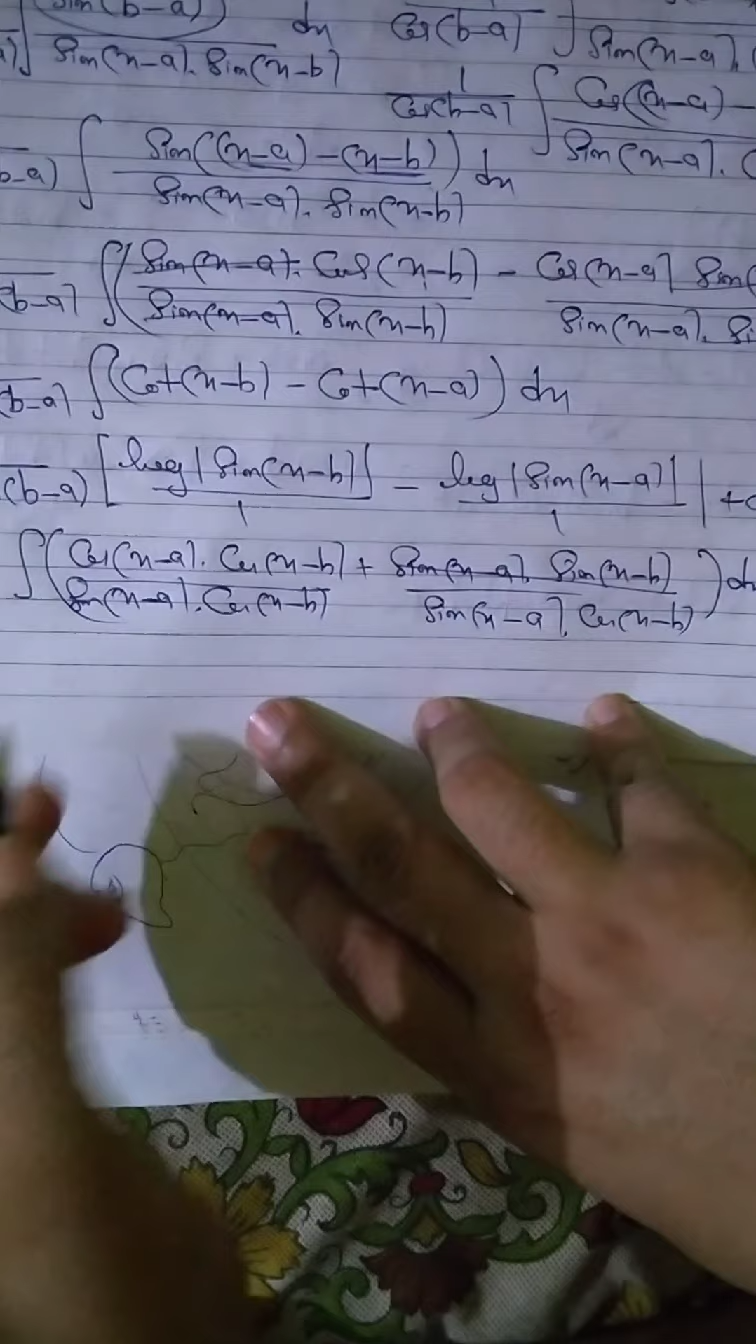 Sin(b-a) dx
Sin(x-a). Sin(x-b)
Cos(b-a) ∫ Sin(x-a).
1/Cos(b-a) ∫ Cos((x-a) -
Sin(x-a).
b-a) ∫ Sin((x-a)-(x-b)) dx
Sin(x-a). Sin(x-b)
(b-a) ∫( Sin(x-a). Cos(x-b) - Cos(x-a) Sin(
Sin(x-a). Sin(x-b) Sin(x-a).
(b-a) ∫(Cot(x-b) - Cot(x-a)) dx
(b-a) [ log|Sin(x-b)| - log|Sin(x-a)| ] +c
1 1
∫( Cos(x-a). Cos(x-b) + Sin(x-a). Sin(x-b) ) dx
Sin(x-a). Cos(x-b) Sin(x-a). Cos(x-b)